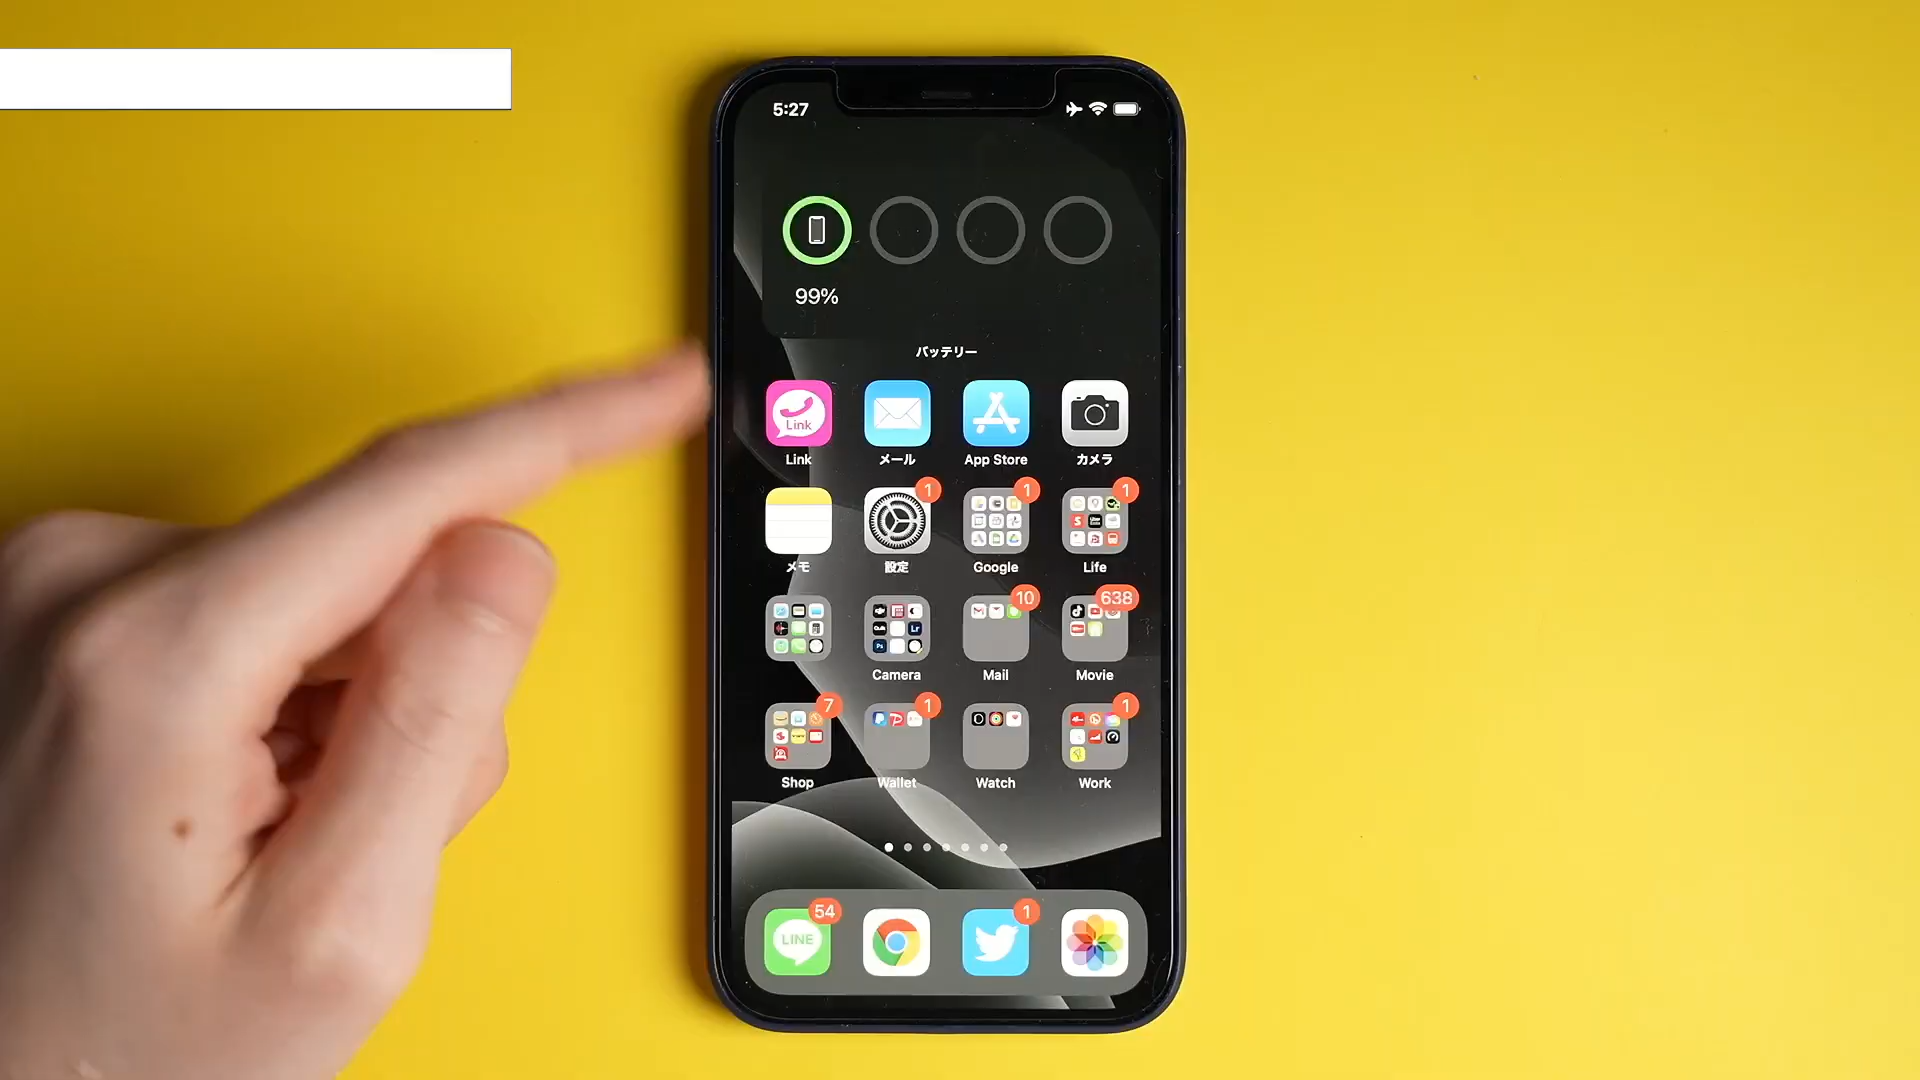 5:27
99%
バッテリー
Link
Link
メール
App Store
カメラ
1
1
1
メモ
設定
Google
Life
10
638
Camera
Mail
Movie
7
1
1
Shop
Wallet
Watch
Work
54
1
LINE